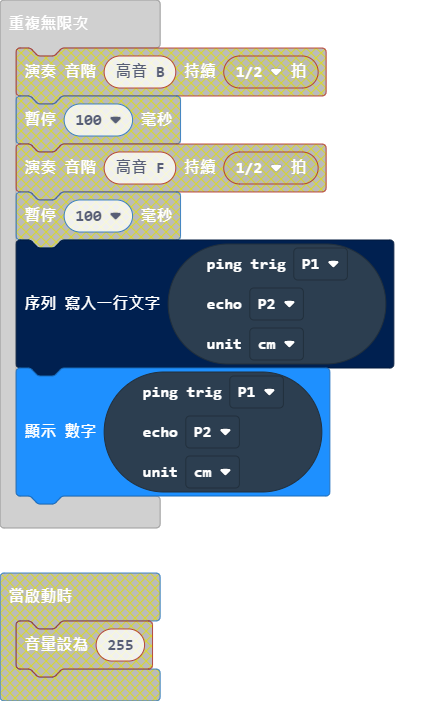 重複無限次
演奏 音階 高音 B 持續 1/2 拍
暫停 100 毫秒
演奏 音階 高音 F 持續 1/2 拍
暫停 100 毫秒
ping trig P1
序列 寫入一行文字 echo P2
unit cm
ping trig P1
顯示 數字 echo P2
unit cm
當啟動時
音量設為 255